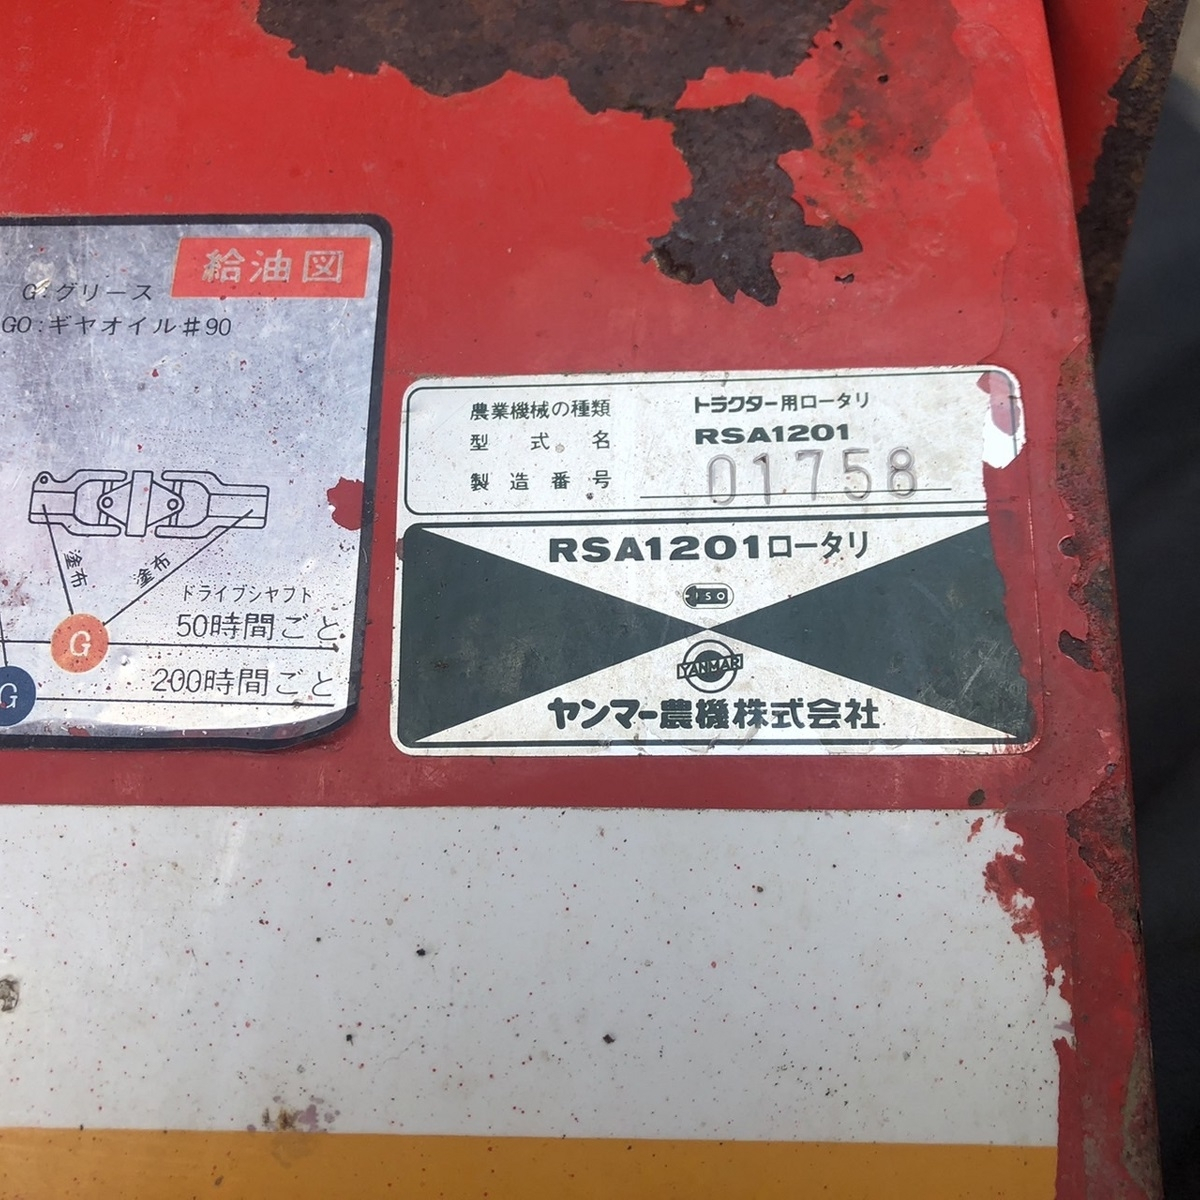 給油図
G:グリース
GO:ギヤオイル#90
塗布
塗布
ドライブシャフト
G
50時間ごと
G
200時間ごと
農業機械の種類 トラクター用ロータリ
型式名 RSA1201
製造番号 01758
RSA1201ロータリ
ISO
YANMAR
ヤンマー農機株式会社